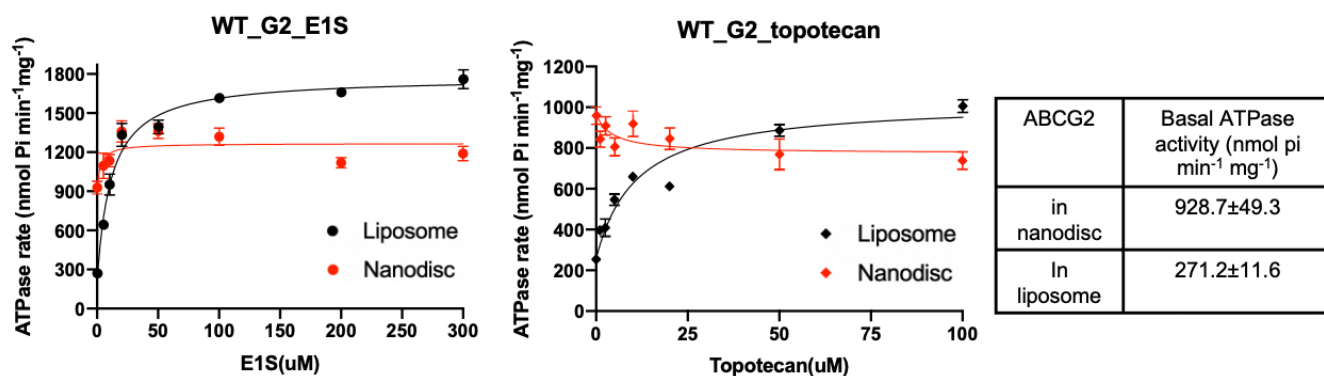 WT_G2_E1S
ATPase rate (nmol Pi min-1mg-1)
1800
1500
1200
900
600
300
0
0 50 100 150 200 250 300
E1S(uM)
Liposome
Nanodisc
WT_G2_topotecan
ATPase rate (nmol Pi min-1mg-1)
1200
1000
800
600
400
200
0
0 25 50 75 100
Topotecan(uM)
Liposome
Nanodisc
ABCG2
Basal ATPase
activity (nmol pi
min-1 mg-1)
in
nanodisc
928.7±49.3
In
liposome
271.2±11.6